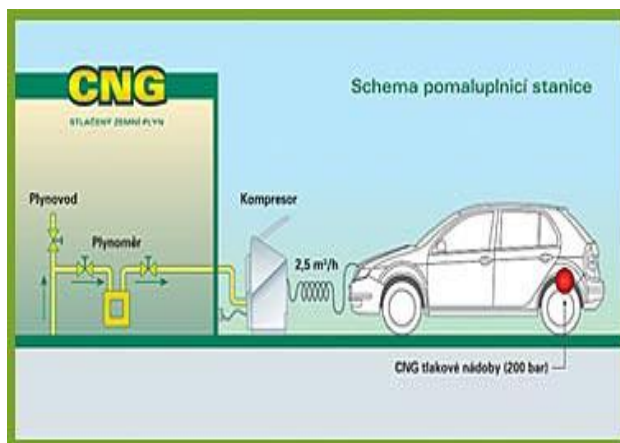 CNG
STLAČENÝ ZEMNÍ PLYN
Schema pomaluplnicí stanice
Plynovod
Kompresor
Plynoměr
2,5 m³/h
CNG tlakové nádoby (200 bar)